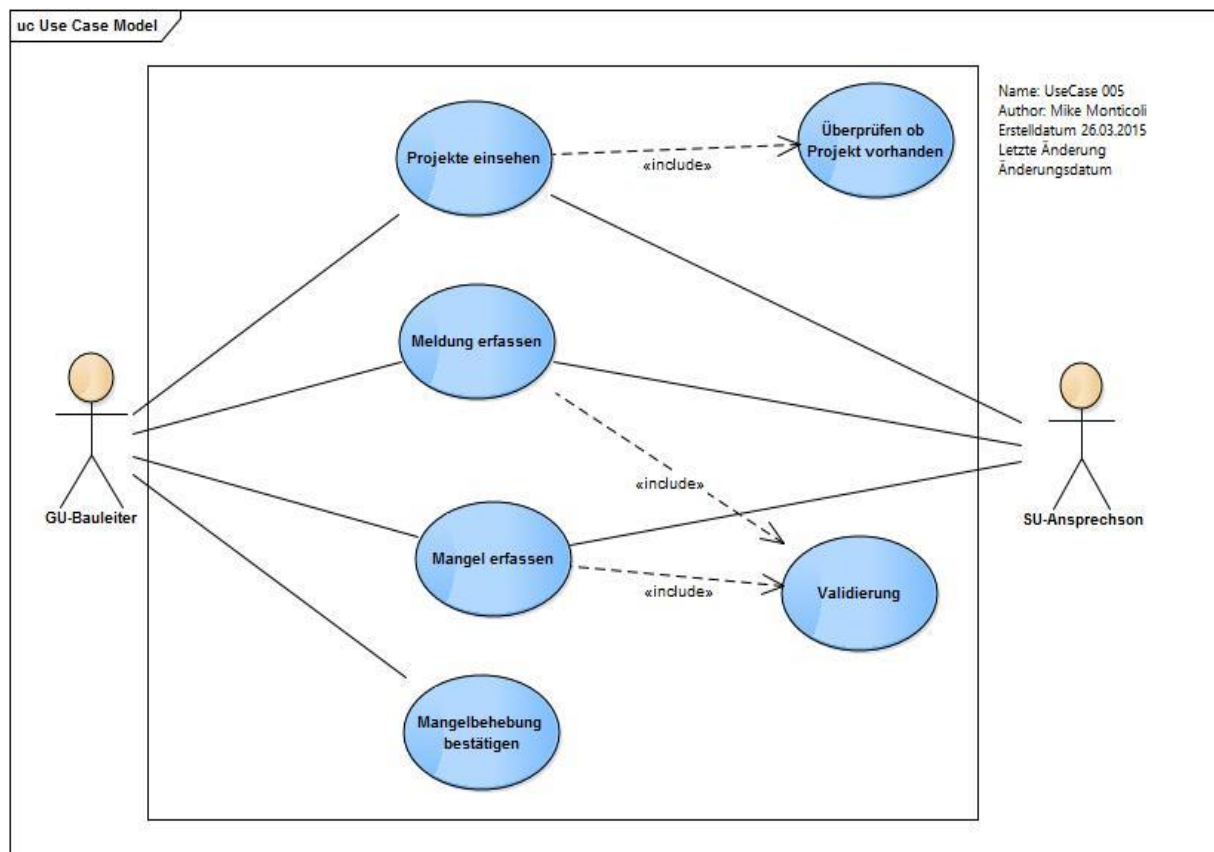 uc Use Case Model
Name: UseCase 005
Author: Mike Monticoli
Erstelldatum 26.03.2015
Letzte Änderung
Änderungsdatum
Projekte einsehen
«include»
Überprüfen ob
Projekt vorhanden
Meldung erfassen
«include»
GU-Bauleiter
SU-Ansprechson
Mangel erfassen
«include»
Validierung
Mangelbehebung
bestätigen